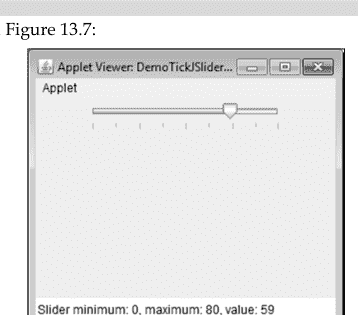 Figure 13.7:
Applet Viewer: DemoTickJSlider...
Applet
Slider minimum: 0, maximum: 80, value: 59